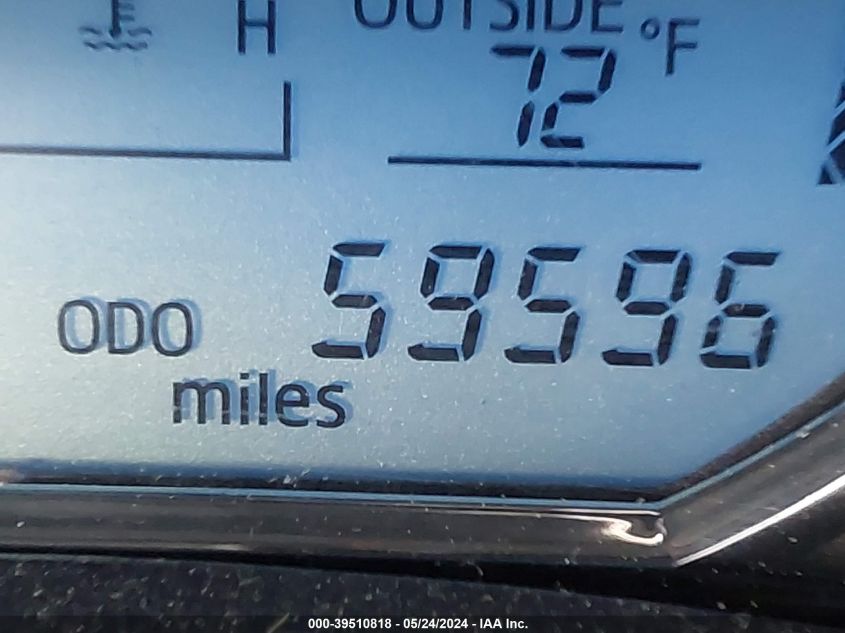 H
OUTSIDE
72 °F
ODO 59596
miles
000-39510818 - 05/24/2024 - IAA Inc.